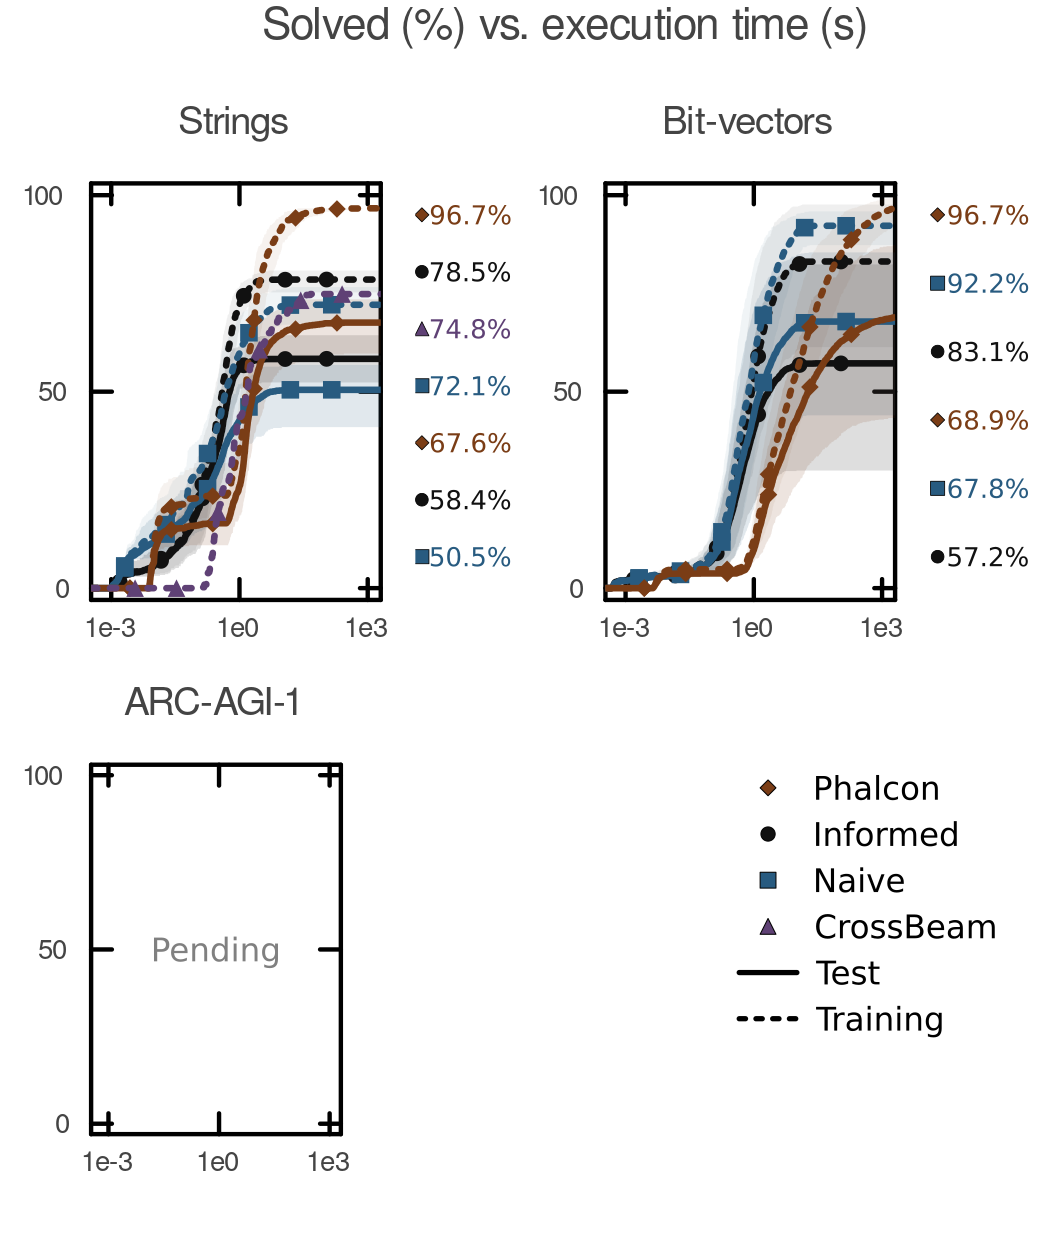 Solved (%) vs. execution time (s)
Strings
100
50
0
1e-3 1e0 1e3
96.7%
78.5%
74.8%
72.1%
67.6%
58.4%
50.5%
Bit-vectors
100
50
0
1e-3 1e0 1e3
96.7%
92.2%
83.1%
68.9%
67.8%
57.2%
ARC-AGI-1
100
50
0
Pending
1e-3 1e0 1e3
Phalcon
Informed
Naive
CrossBeam
Test
Training